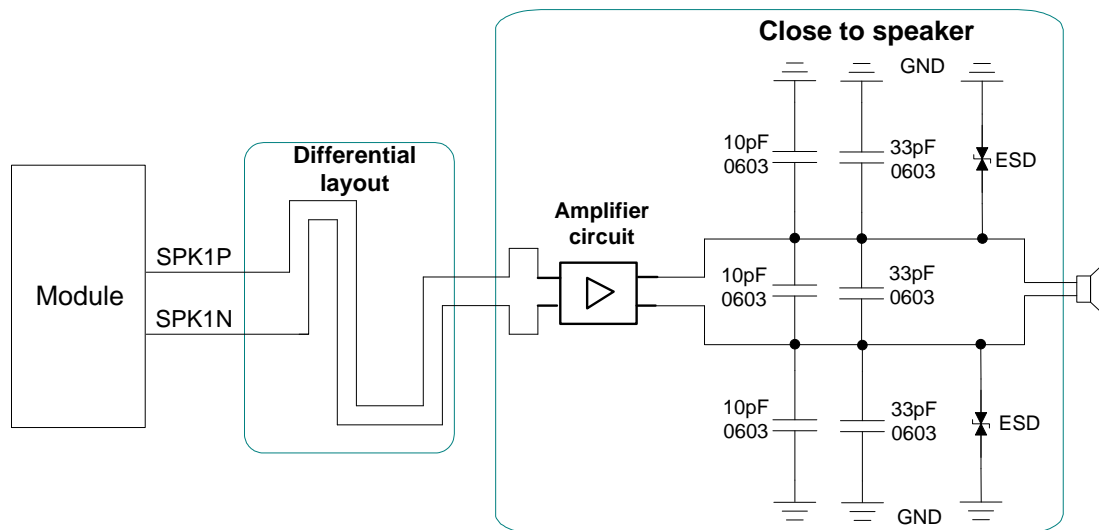 Close to speaker
GND
10pF
0603
33pF
0603
ESD
Differential
layout
Amplifier
circuit
SPK1P
Module
SPK1N
10pF
0603
33pF
0603
10pF
0603
33pF
0603
ESD
GND